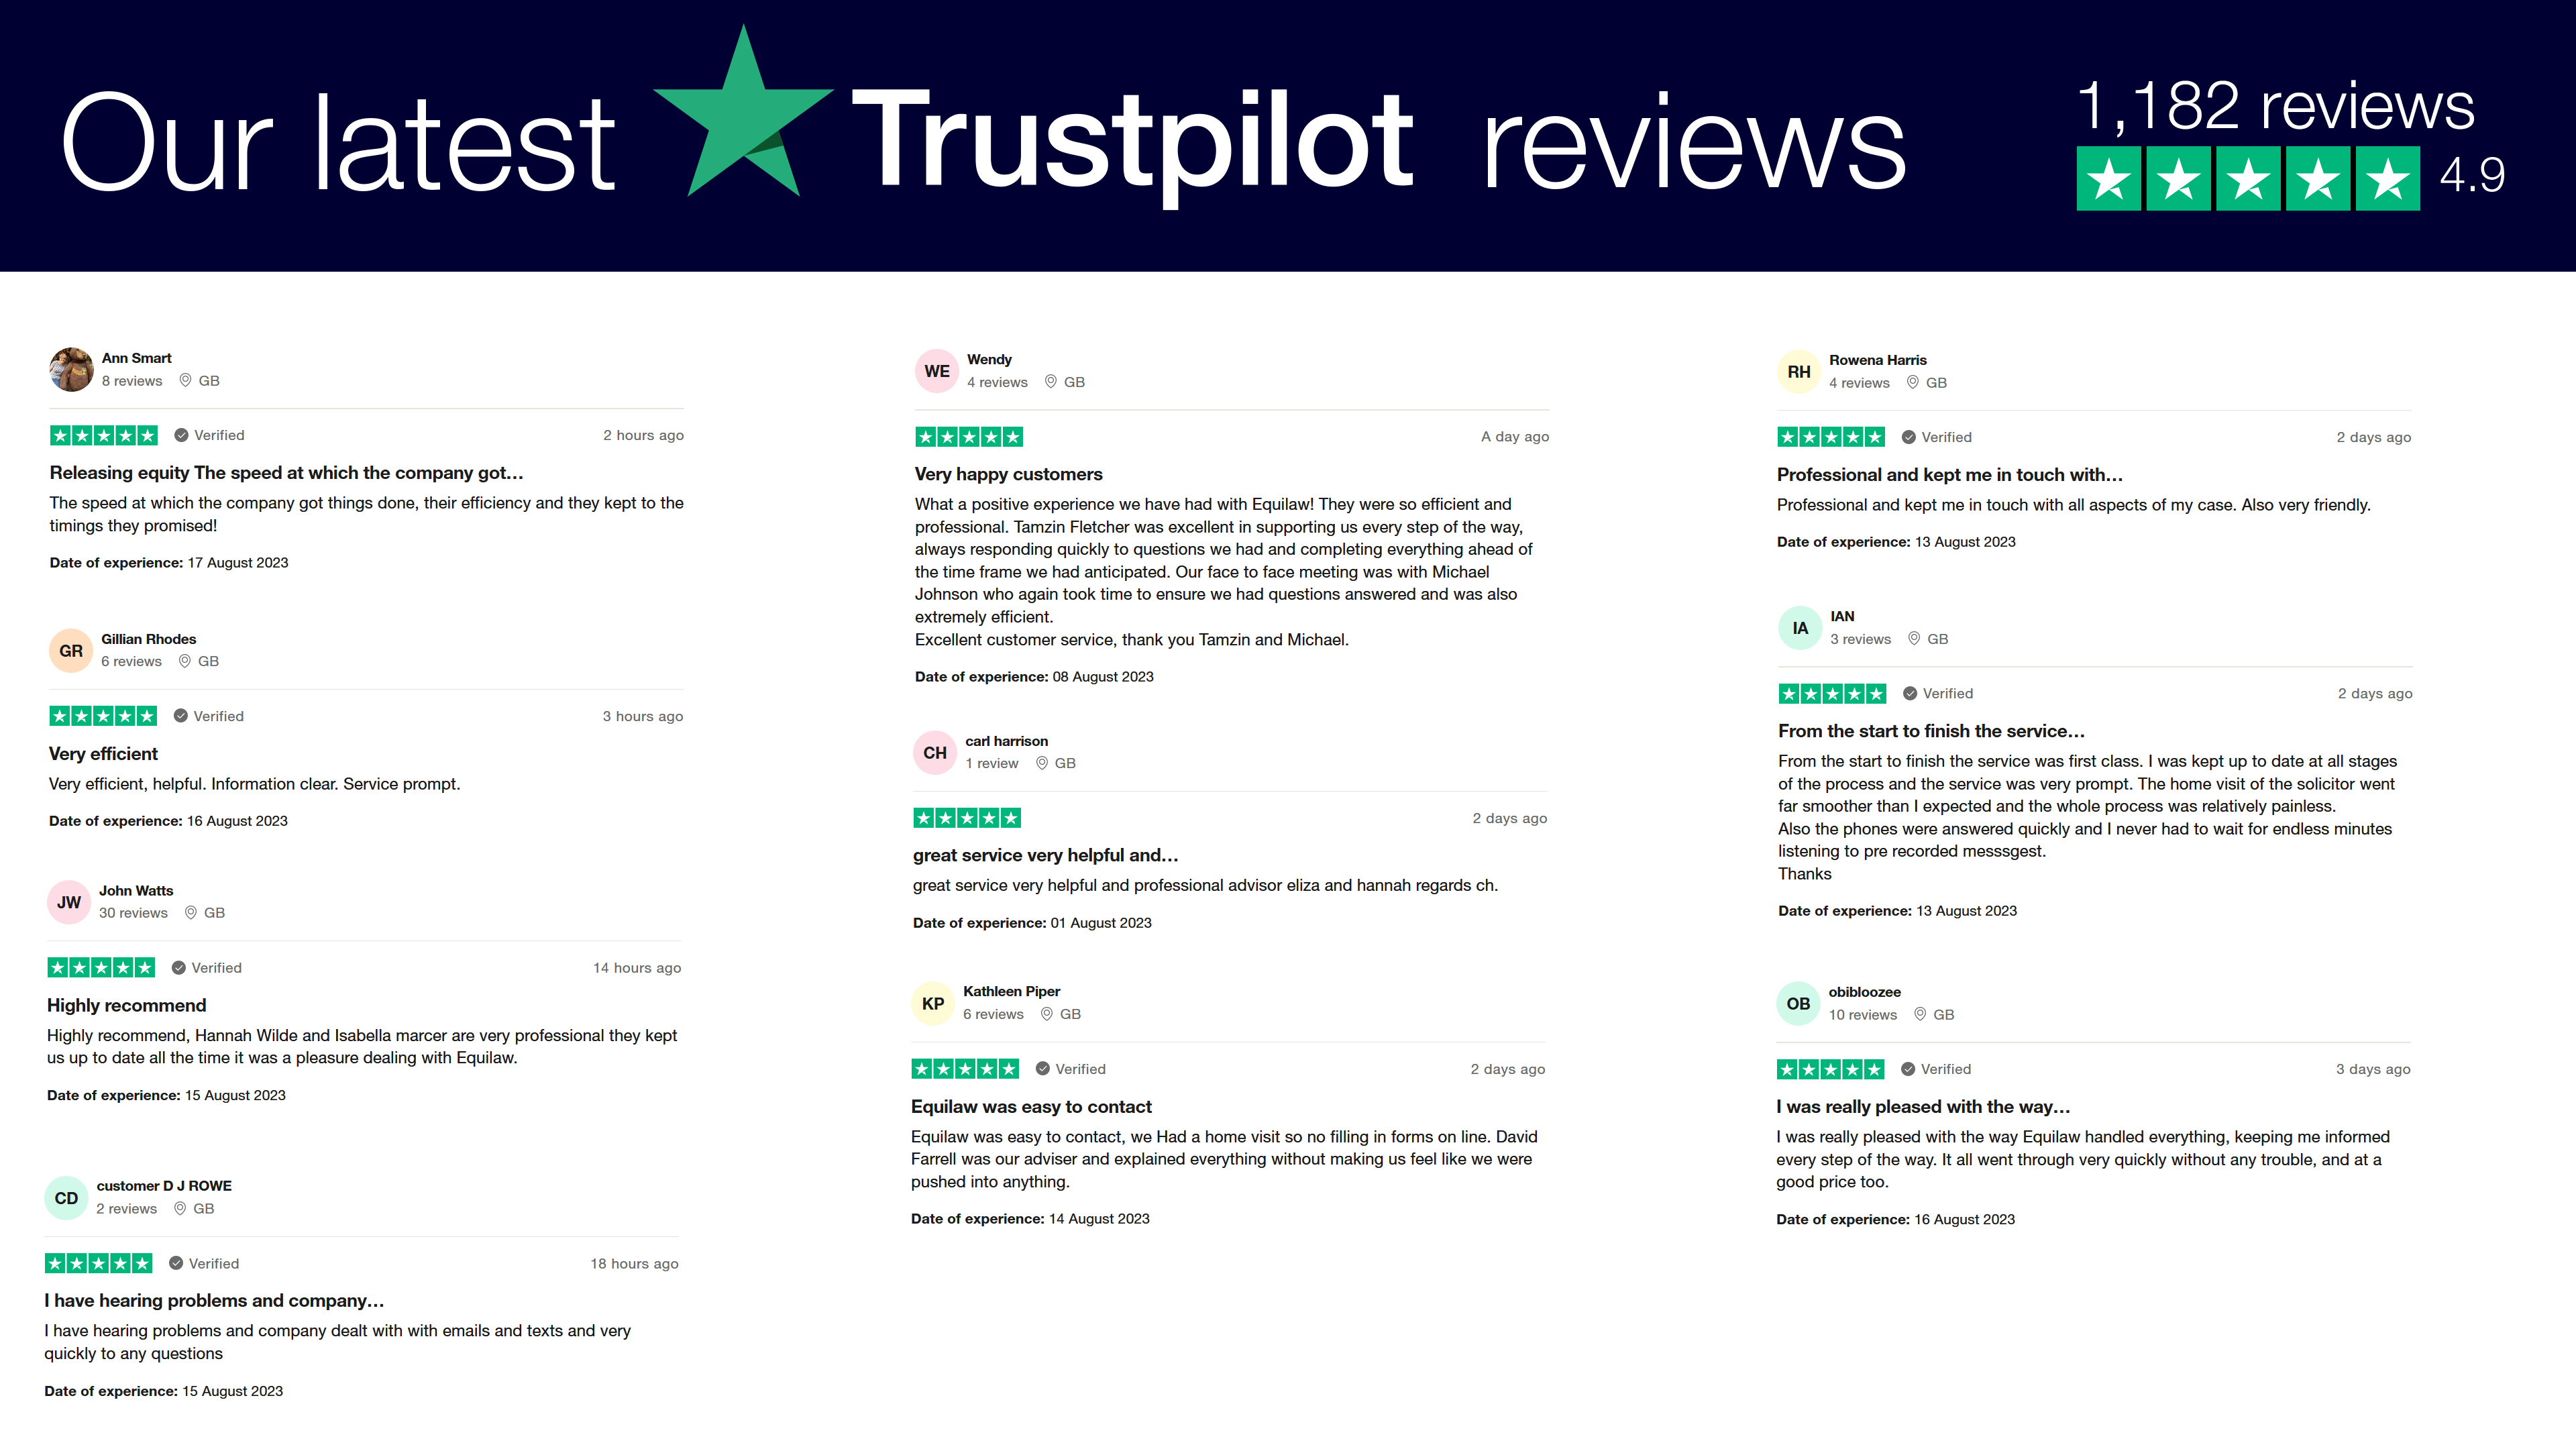 Our latest Trustpilot reviews
1,182 reviews
4.9
Ann Smart
8 reviews GB
Verified 2 hours ago
Releasing equity The speed at which the company got…
The speed at which the company got things done, their efficiency and they kept to the
timings they promised!
Date of experience: 17 August 2023
GR
Gillian Rhodes
6 reviews GB
Verified 3 hours ago
Very efficient
Very efficient, helpful. Information clear. Service prompt.
Date of experience: 16 August 2023
JW
John Watts
30 reviews GB
Verified 14 hours ago
Highly recommend
Highly recommend, Hannah Wilde and Isabella marcer are very professional they kept
us up to date all the time it was a pleasure dealing with Equilaw.
Date of experience: 15 August 2023
CD
customer D J ROWE
2 reviews GB
Verified 18 hours ago
I have hearing problems and company…
I have hearing problems and company dealt with with emails and texts and very
quickly to any questions
Date of experience: 15 August 2023
WE
Wendy
4 reviews GB
A day ago
Very happy customers
What a positive experience we have had with Equilaw! They were so efficient and
professional. Tamzin Fletcher was excellent in supporting us every step of the way,
always responding quickly to questions we had and completing everything ahead of
the time frame we had anticipated. Our face to face meeting was with Michael
Johnson who again took time to ensure we had questions answered and was also
extremely efficient.
Excellent customer service, thank you Tamzin and Michael.
Date of experience: 08 August 2023
CH
carl harrison
1 review GB
2 days ago
great service very helpful and…
great service very helpful and professional advisor eliza and hannah regards ch.
Date of experience: 01 August 2023
KP
Kathleen Piper
6 reviews GB
Verified 2 days ago
Equilaw was easy to contact
Equilaw was easy to contact, we Had a home visit so no filling in forms on line. David
Farrell was our adviser and explained everything without making us feel like we were
pushed into anything.
Date of experience: 14 August 2023
RH
Rowena Harris
4 reviews GB
Verified 2 days ago
Professional and kept me in touch with…
Professional and kept me in touch with all aspects of my case. Also very friendly.
Date of experience: 13 August 2023
IA
IAN
3 reviews GB
Verified 2 days ago
From the start to finish the service…
From the start to finish the service was first class. I was kept up to date at all stages
of the process and the service was very prompt. The home visit of the solicitor went
far smoother than I expected and the whole process was relatively painless.
Also the phones were answered quickly and I never had to wait for endless minutes
listening to pre recorded messsgest.
Thanks
Date of experience: 13 August 2023
OB
obibloozee
10 reviews GB
Verified 3 days ago
I was really pleased with the way…
I was really pleased with the way Equilaw handled everything, keeping me informed
every step of the way. It all went through very quickly without any trouble, and at a
good price too.
Date of experience: 16 August 2023